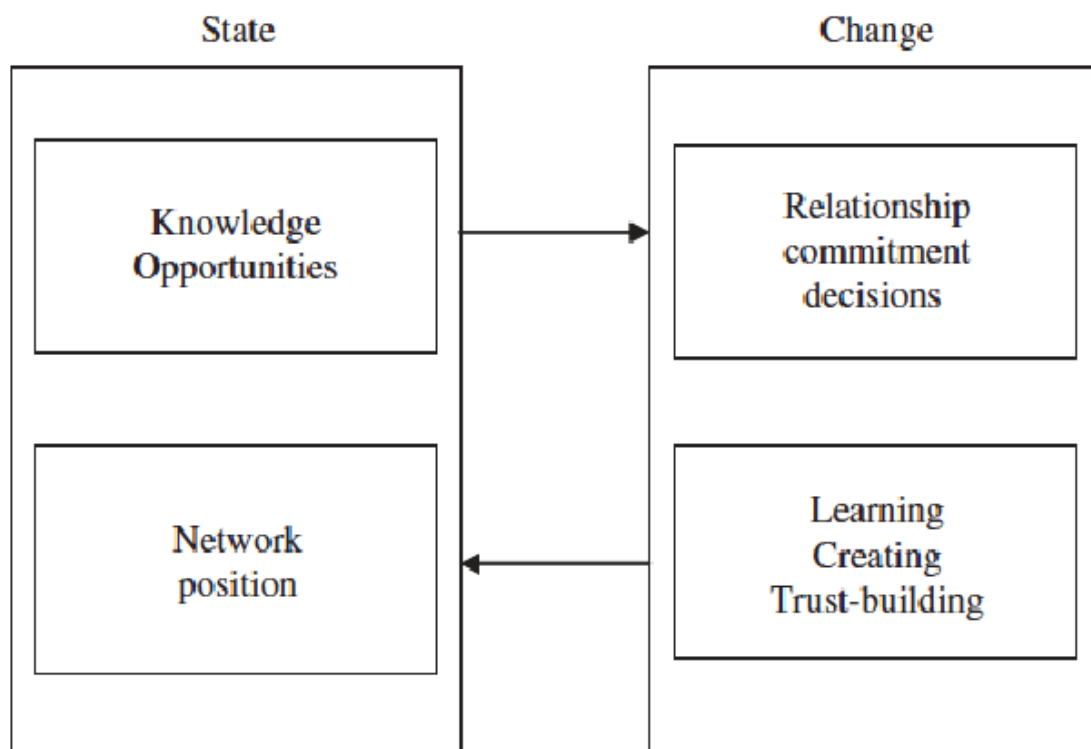 State
Change
Knowledge
Opportunities
Relationship
commitment
decisions
Network
position
Learning
Creating
Trust-building